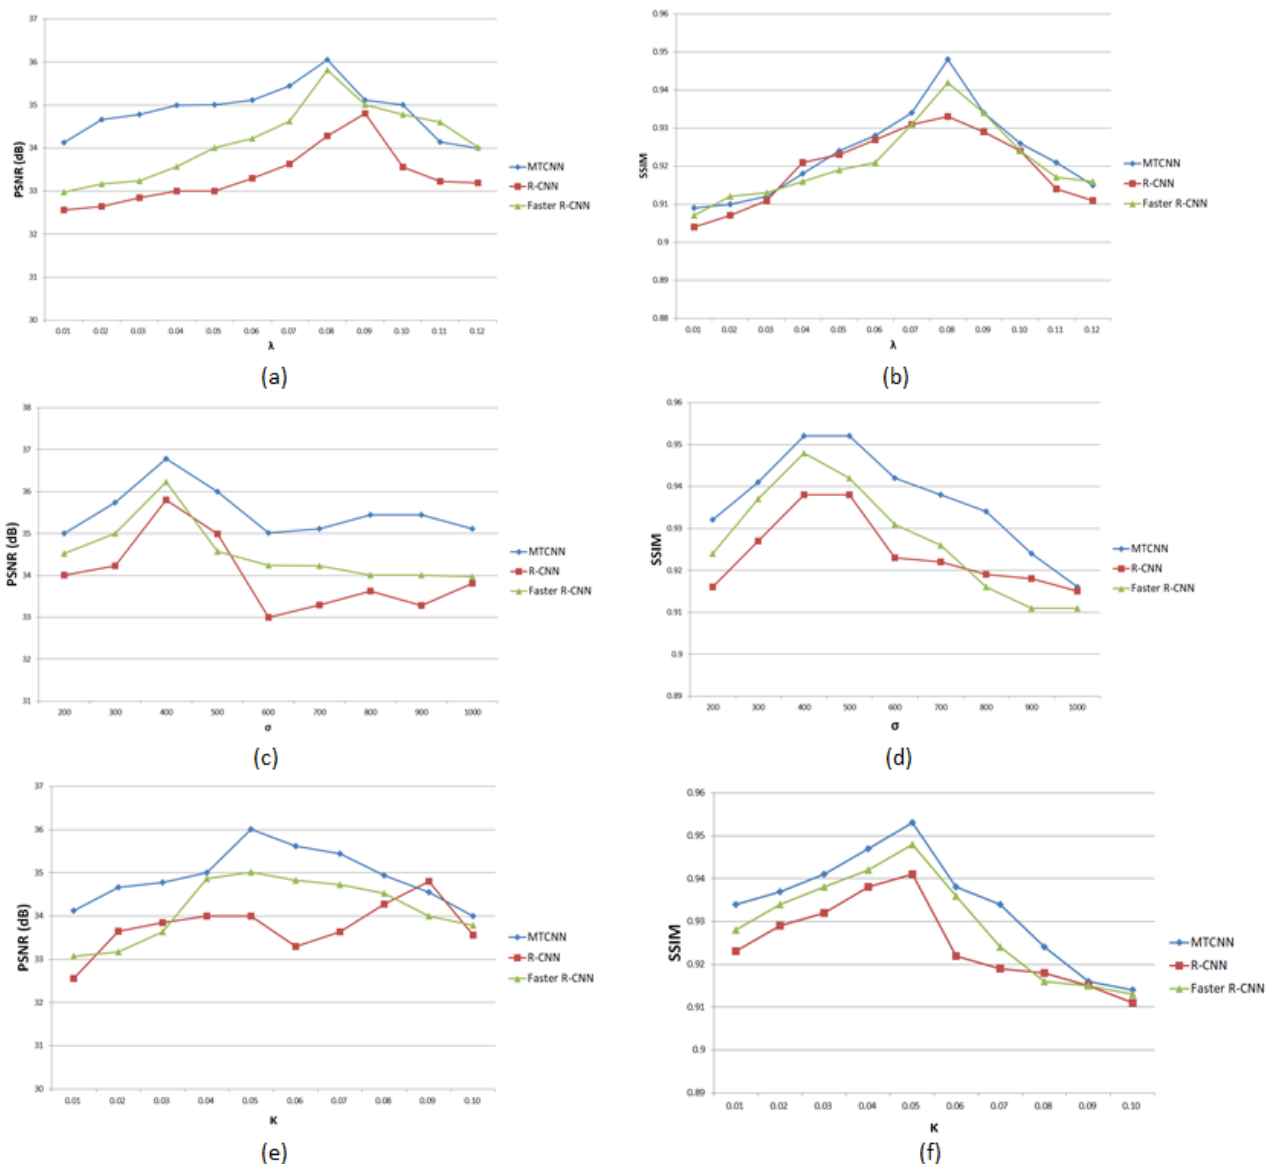 37
36
35
34
33
32
31
30
PSNR (dB)
0.01 0.02 0.03 0.04 0.05 0.06 0.07 0.08 0.09 0.10 0.11 0.12
λ
MTCNN
R-CNN
Faster R-CNN
(a)
0.96
0.95
0.94
0.93
0.92
0.91
0.9
0.89
0.88
SSIM
0.01 0.02 0.03 0.04 0.05 0.06 0.07 0.08 0.09 0.10 0.11 0.12
λ
MTCNN
R-CNN
Faster R-CNN
(b)
38
37
36
35
34
33
32
31
PSNR (dB)
200 300 400 500 600 700 800 900 1000
σ
MTCNN
R-CNN
Faster R-CNN
(c)
0.96
0.95
0.94
0.93
0.92
0.91
0.9
0.89
SSIM
200 300 400 500 600 700 800 900 1000
σ
MTCNN
R-CNN
Faster R-CNN
(d)
37
36
35
34
33
32
31
30
PSNR (dB)
0.01 0.02 0.03 0.04 0.05 0.06 0.07 0.08 0.09 0.10
K
MTCNN
R-CNN
Faster R-CNN
(e)
0.96
0.95
0.94
0.93
0.92
0.91
0.9
0.89
SSIM
0.01 0.02 0.03 0.04 0.05 0.06 0.07 0.08 0.09 0.10
K
MTCNN
R-CNN
Faster R-CNN
(f)